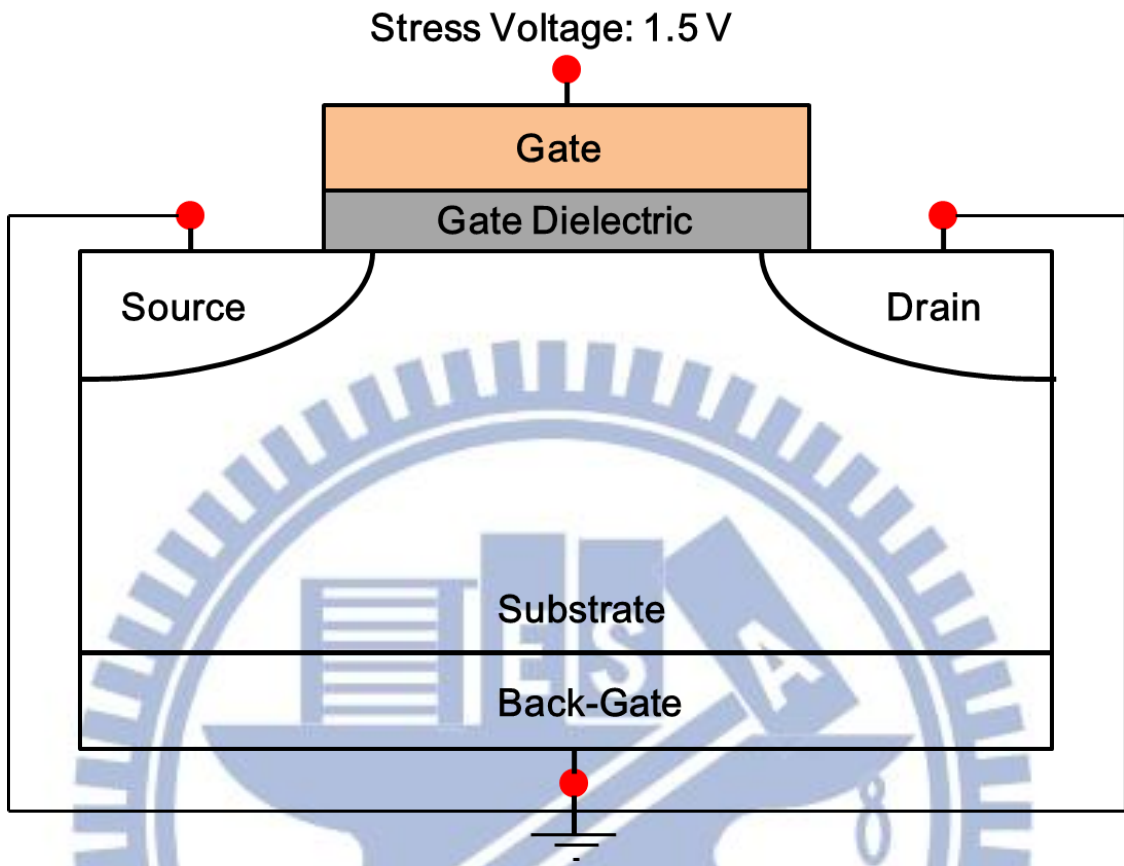 Stress Voltage: 1.5 V
Gate
Gate Dielectric
Source
Drain
Substrate
E S A
Back-Gate